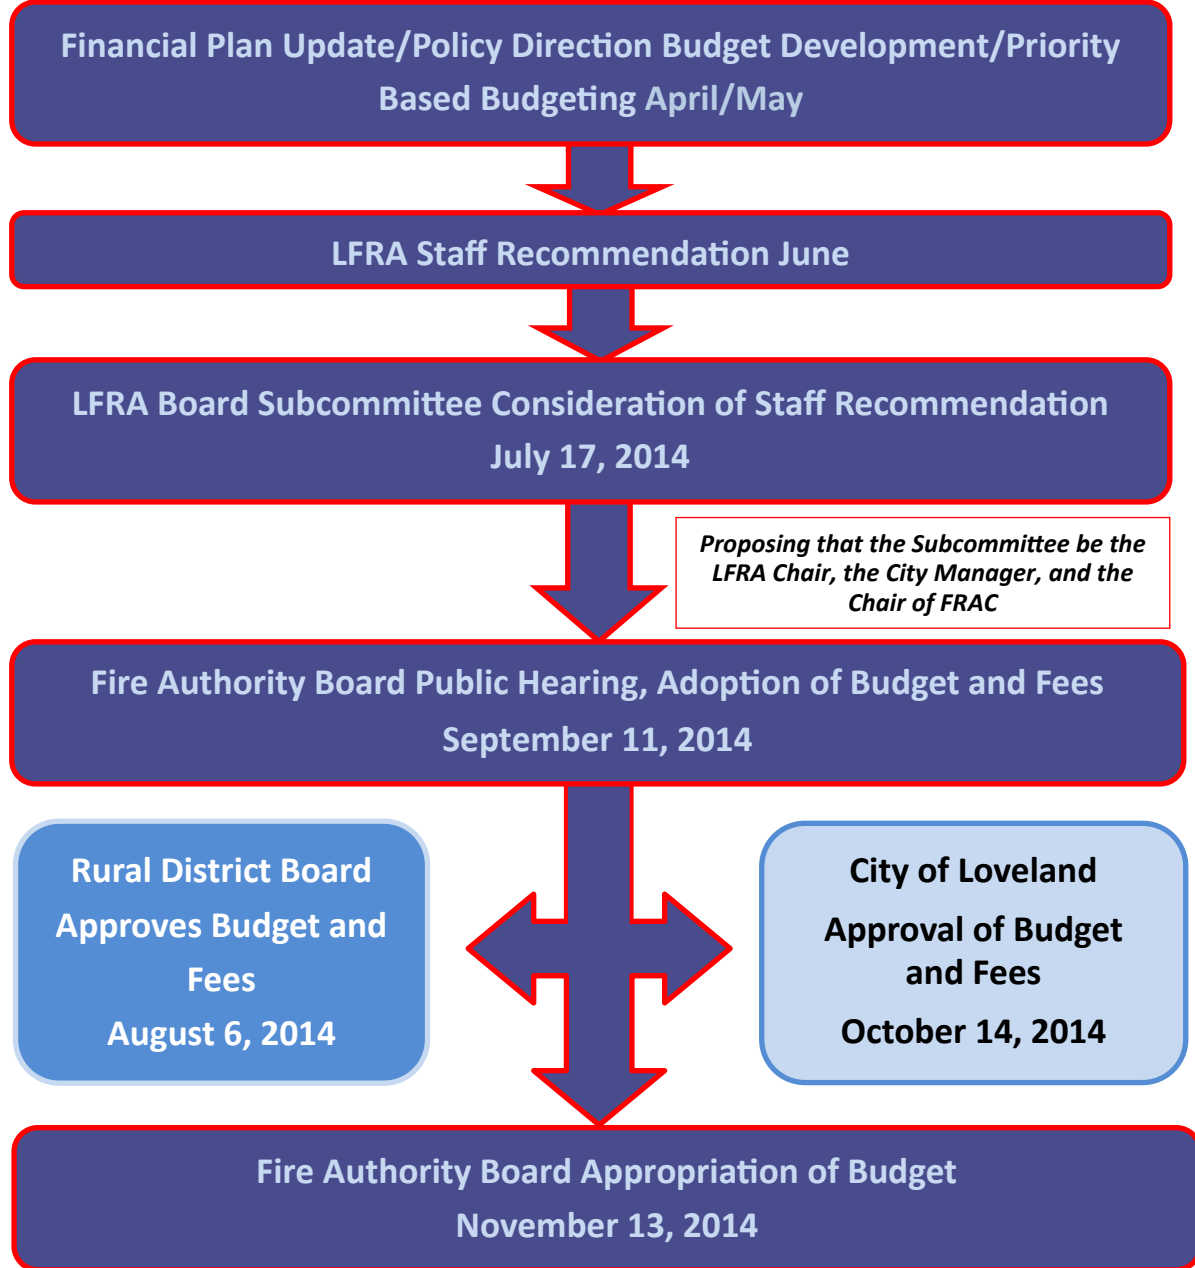 Financial Plan Update/Policy Direction Budget Development/Priority
Based Budgeting April/May
LFRA Staff Recommendation June
LFRA Board Subcommittee Consideration of Staff Recommendation
July 17, 2014
Proposing that the Subcommittee be the
LFRA Chair, the City Manager, and the
Chair of FRAC
Fire Authority Board Public Hearing, Adoption of Budget and Fees
September 11, 2014
Rural District Board
Approves Budget and
Fees
August 6, 2014
City of Loveland
Approval of Budget
and Fees
October 14, 2014
Fire Authority Board Appropriation of Budget
November 13, 2014